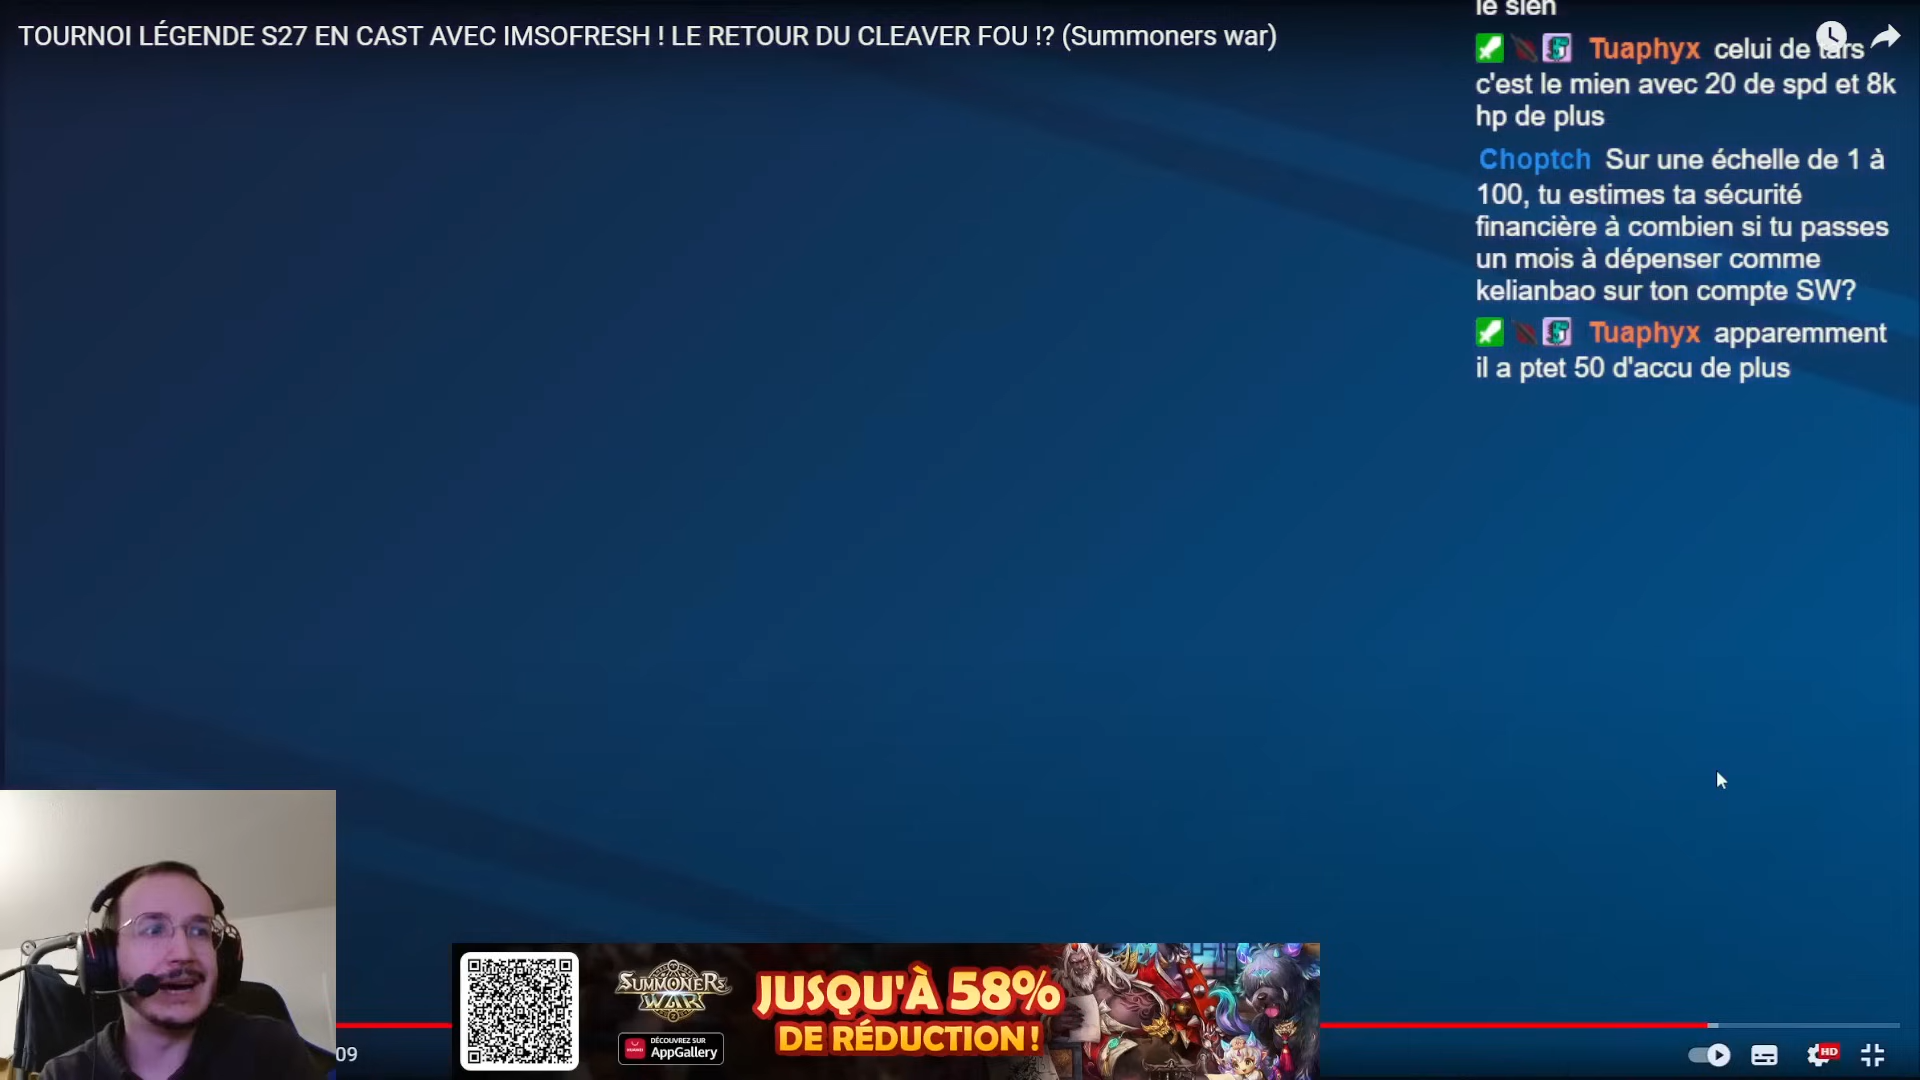 TOURNOI LÉGENDE S27 EN CAST AVEC IMSOFRESH ! LE RETOUR DU CLEAVER FOU !? (Summoners war)
le sien
Tuaphyx celui de tars
c'est le mien avec 20 de spd et 8k
hp de plus
Choptch Sur une échelle de 1 à
100, tu estimes ta sécurité
financière à combien si tu passes
un mois à dépenser comme
kelianbao sur ton compte SW?
Tuaphyx apparemment
il a ptet 50 d'accu de plus
SUMMONERS
WAR
DÉCOUVREZ SUR
HUAWEI
AppGallery
JUSQU'À 58%
DE RÉDUCTION !
09
HD